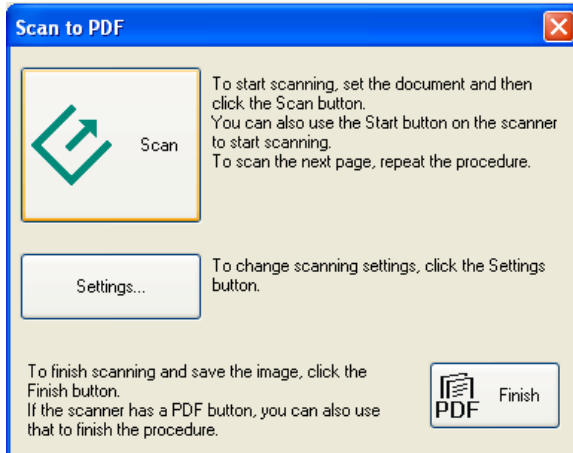 Scan to PDF
Scan
To start scanning, set the document and then
click the Scan button.
You can also use the Start button on the scanner
to start scanning.
To scan the next page, repeat the procedure.
Settings...
To change scanning settings, click the Settings
button.
To finish scanning and save the image, click the
Finish button.
If the scanner has a PDF button, you can also use
that to finish the procedure.
PDF
Finish